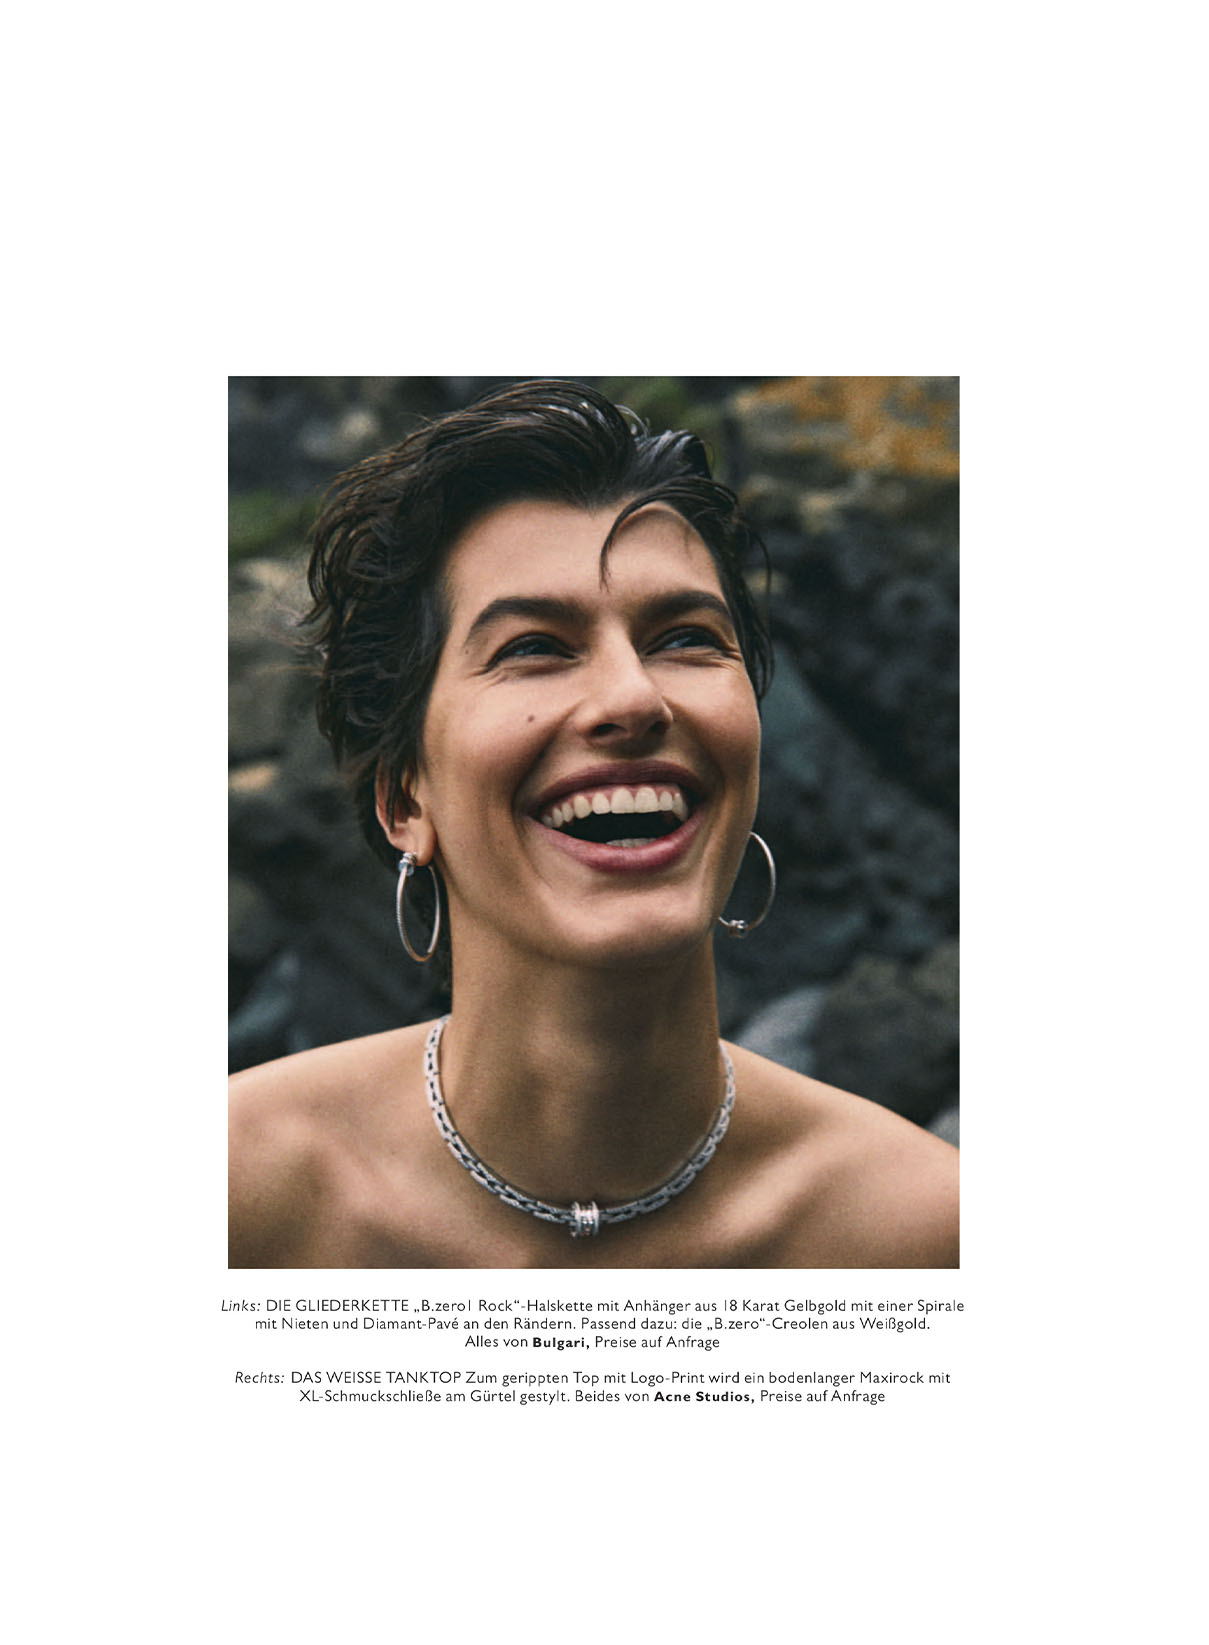 Links: DIE GLIEDERKETTE „B.zero1 Rock“-Halskette mit Anhänger aus 18 Karat Gelbgold mit einer Spirale
mit Nieten und Diamant-Pavé an den Rändern. Passend dazu: die „B.zero“-Creolen aus Weißgold.
Alles von Bulgari, Preise auf Anfrage
Rechts: DAS WEISSE TANKTOP Zum gerippten Top mit Logo-Print wird ein bodenlanger Maxirock mit
XL-Schmuckschließe am Gürtel gestylt. Beides von Acne Studios, Preise auf Anfrage